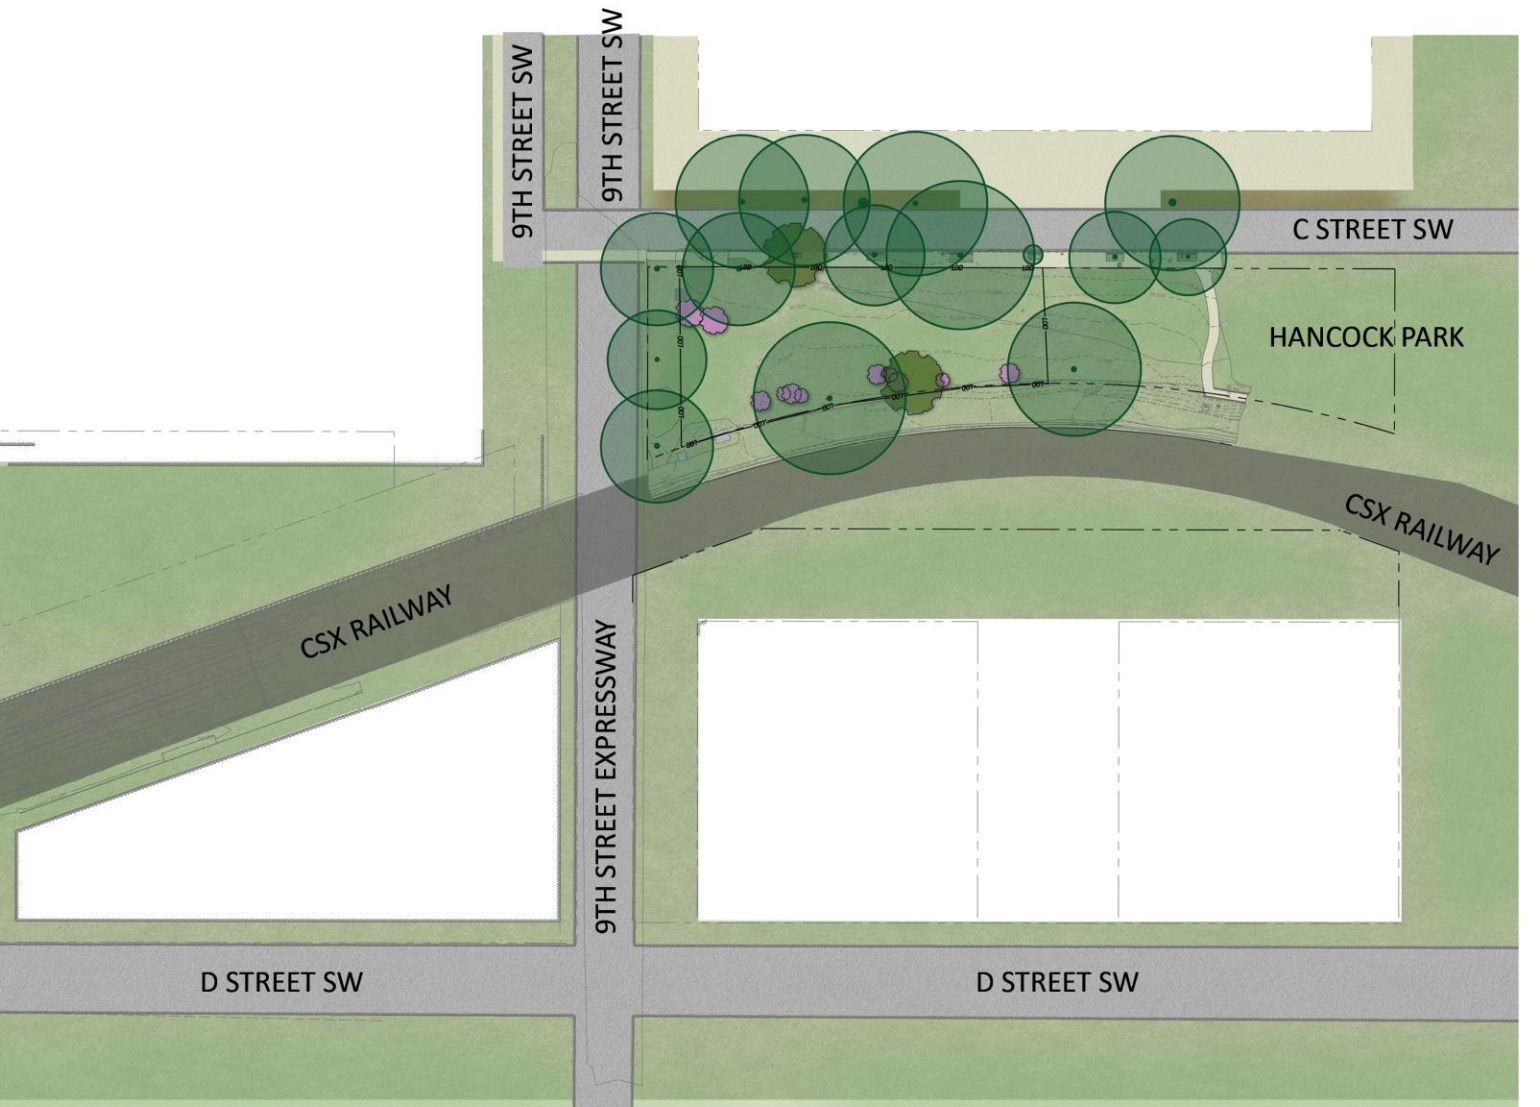 9TH STREET SW
9TH STREET SW
C STREET SW
HANCOCK PARK
CSX RAILWAY
CSX RAILWAY
9TH STREET EXPRESSWAY
D STREET SW
D STREET SW